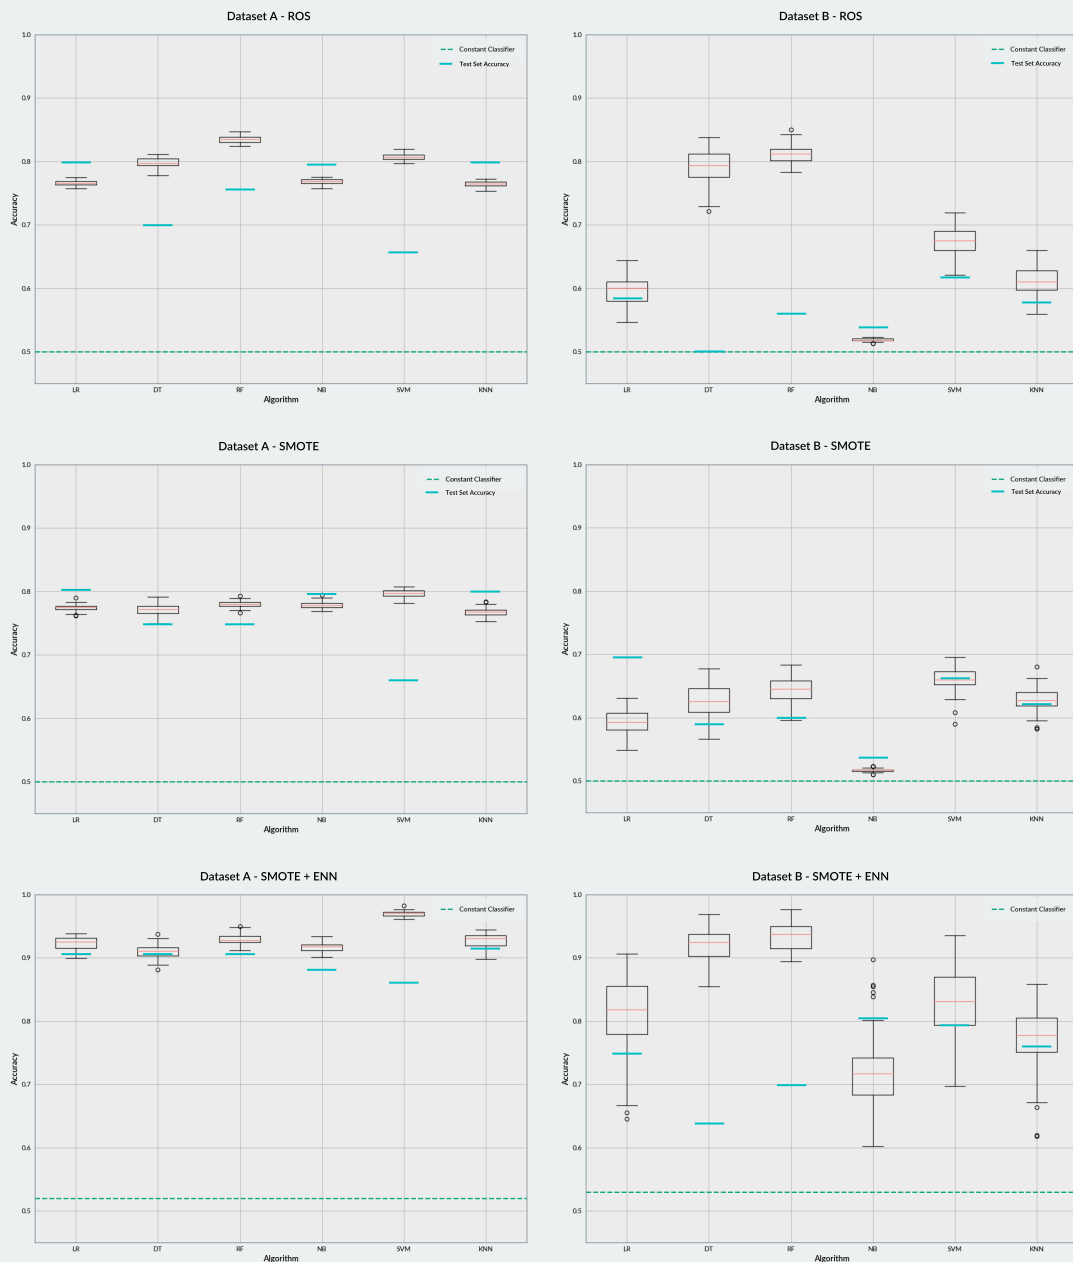 Dataset A - ROS
Constant Classifier
Test Set Accuracy
1.0
0.9
0.8
0.7
0.6
0.5
Accuracy
LR DT RF NB SVM KNN
Algorithm
Dataset B - ROS
Constant Classifier
Test Set Accuracy
1.0
0.9
0.8
0.7
0.6
0.5
Accuracy
LR DT RF NB SVM KNN
Algorithm
Dataset A - SMOTE
Constant Classifier
Test Set Accuracy
1.0
0.9
0.8
0.7
0.6
0.5
Accuracy
LR DT RF NB SVM KNN
Algorithm
Dataset B - SMOTE
Constant Classifier
Test Set Accuracy
1.0
0.9
0.8
0.7
0.6
0.5
Accuracy
LR DT RF NB SVM KNN
Algorithm
Dataset A - SMOTE + ENN
Constant Classifier
1.0
0.9
0.8
0.7
0.6
0.5
Accuracy
LR DT RF NB SVM KNN
Algorithm
Dataset B - SMOTE + ENN
Constant Classifier
1.0
0.9
0.8
0.7
0.6
0.5
Accuracy
LR DT RF NB SVM KNN
Algorithm